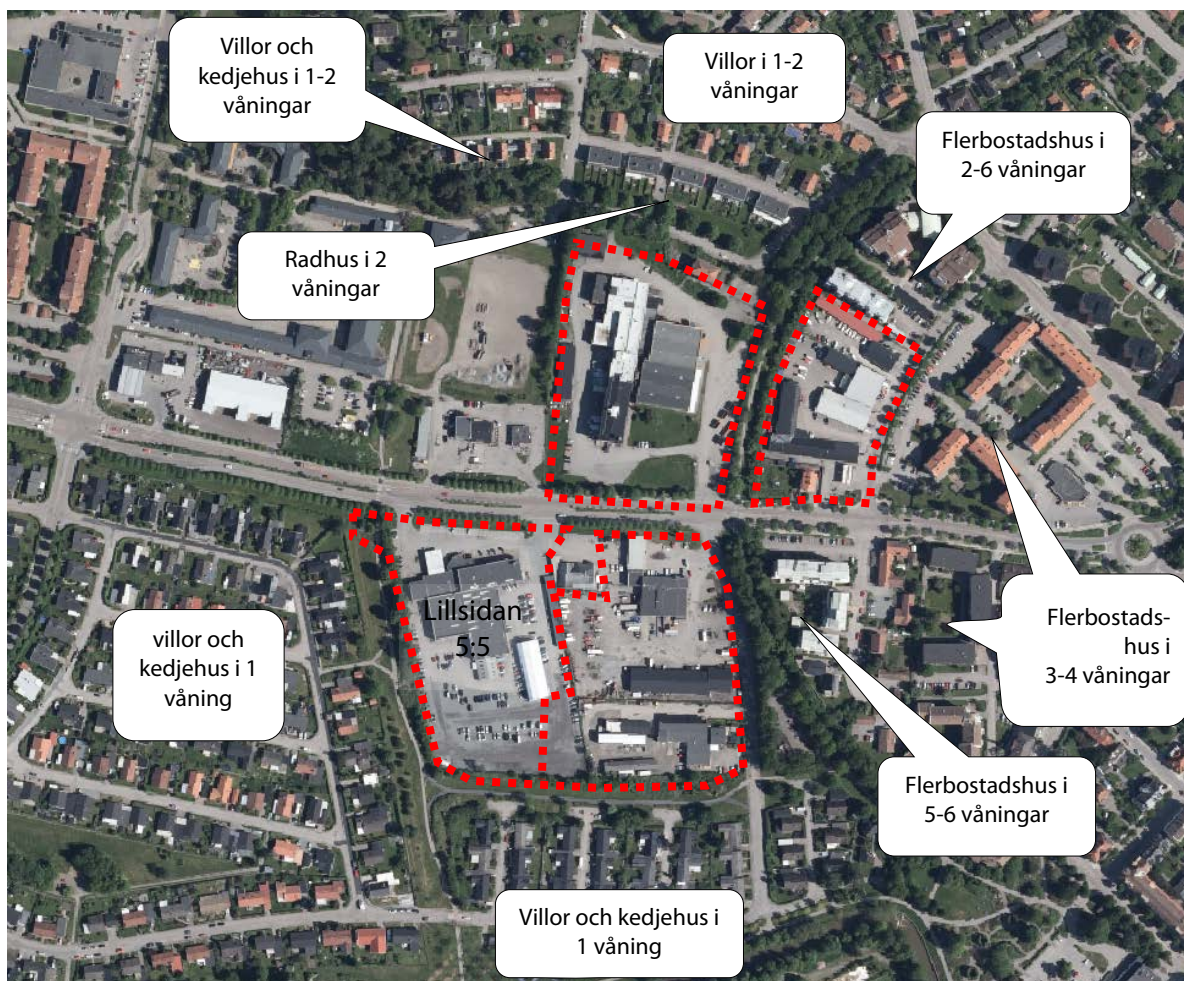 Villor och
kedjehus i 1-2
våningar
Villor i 1-2
våningar
Flerbostadshus i
2-6 våningar
Radhus i 2
våningar
Lillsidan
5:5
villor och
kedjehus i 1
våning
Flerbostads-
hus i
3-4 våningar
Flerbostadshus i
5-6 våningar
Villor och kedjehus i
1 våning